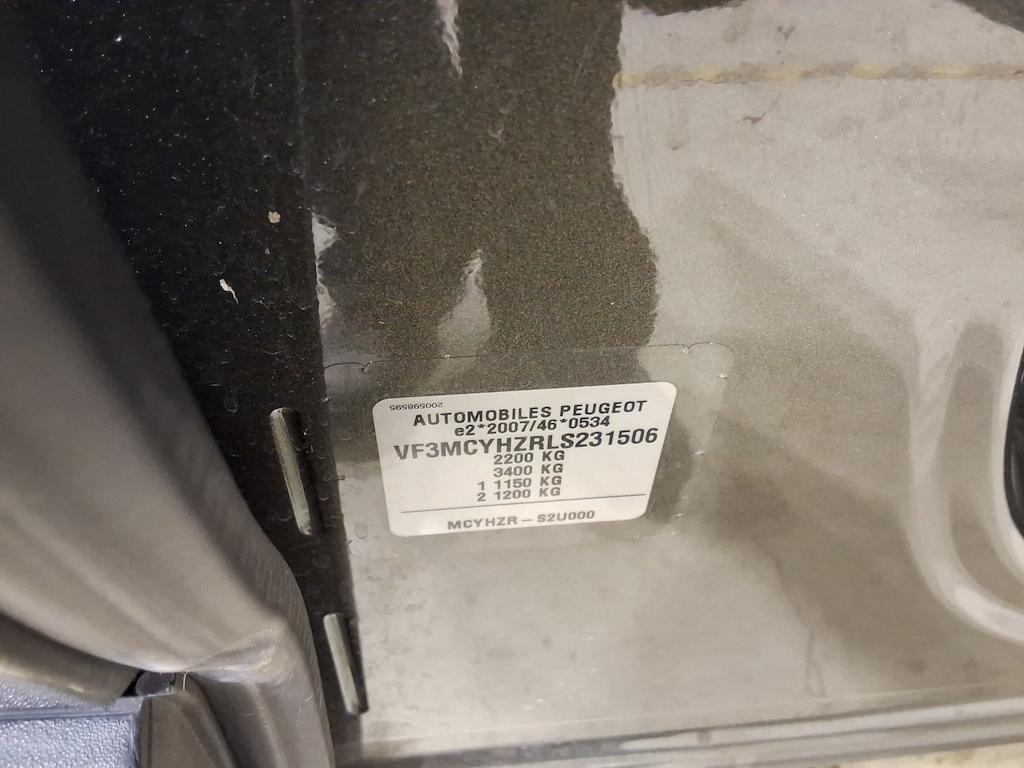 200598595
AUTOMOBILES PEUGEOT
e2*2007/46*0534
VF3MCYHZRLS231506
2200 KG
3400 KG
1 1150 KG
2 1200 KG
MCYHZR - S2U000